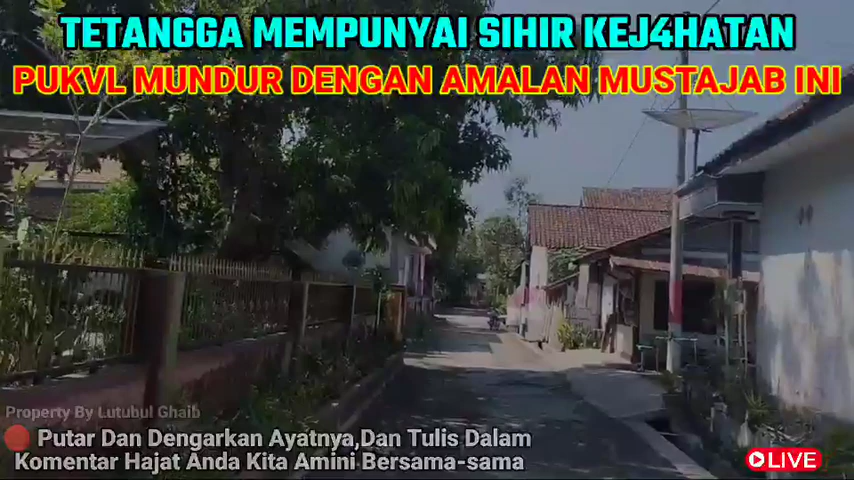 TETANGGA MEMPUNYAI SIHIR KEJ4HATAN
PUKVL MUNDUR DENGAN AMALAN MUSTAJAB INI
Property By Lutubul Ghaib
Putar Dan Dengarkan Ayatnya,Dan Tulis Dalam
Komentar Hajat Anda Kita Amini Bersama-sama
LIVE